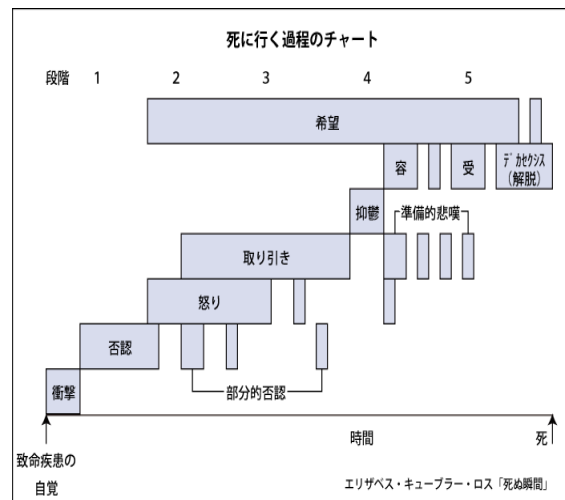 死に行く過程のチャート
段階 1 2 3 4 5
希望
容 受 デカセクシス
(解脱)
抑鬱 準備的悲嘆
取り引き
怒り
否認
部分的否認
衝撃
時間 死
致命疾患の
自覚
エリザベス・キューブラー・ロス「死ぬ瞬間」